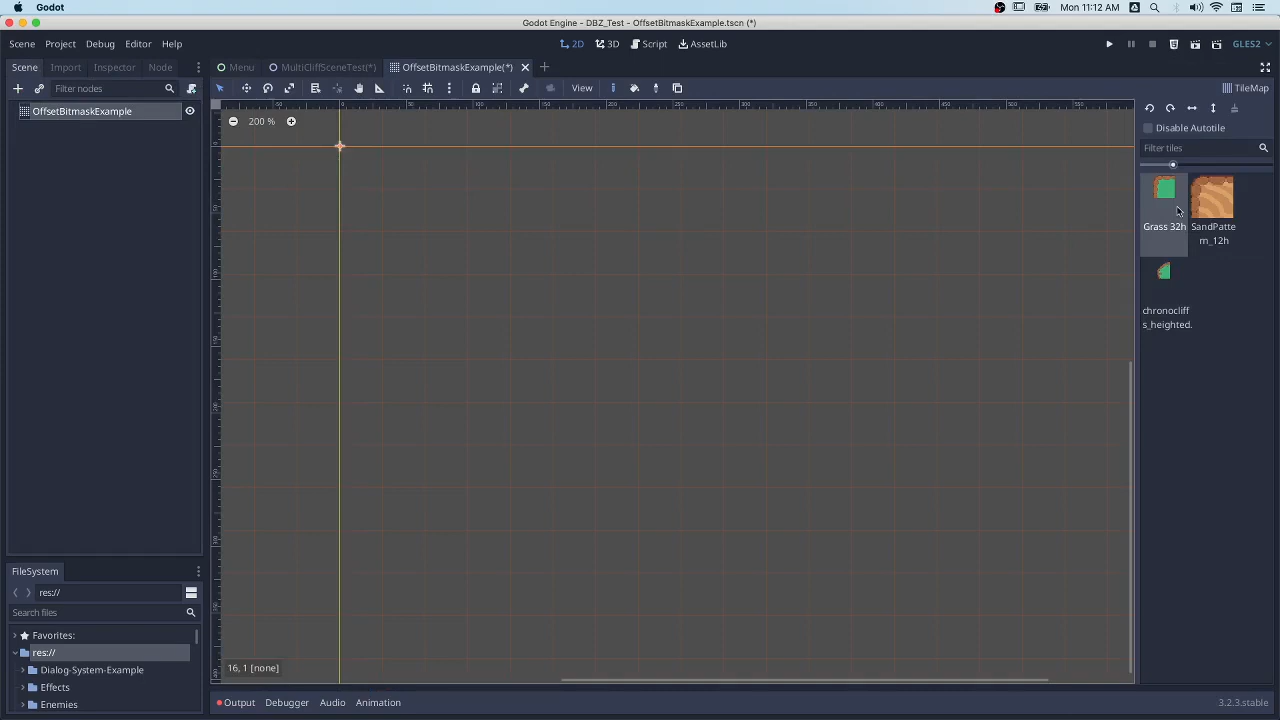 Godot
Mon 11:12 AM
Godot Engine - DBZ_Test - OffsetBitmaskExample.tscn (*)
Scene Project Debug Editor Help
2D 3D Script AssetLib
GLES2
Scene Import Inspector Node
Menu MultiCliffSceneTest(*) OffsetBitmaskExample(*)
Filter nodes
View
TileMap
OffsetBitmaskExample
200 %
Disable Autotile
Filter tiles
Grass 32h
SandPatte
rn_12h
chronocliff
s_heighted.
FileSystem
res://
Search files
Favorites:
res://
Dialog-System-Example
Effects
Enemies
16, 1 [none]
Output Debugger Audio Animation
3.2.3.stable